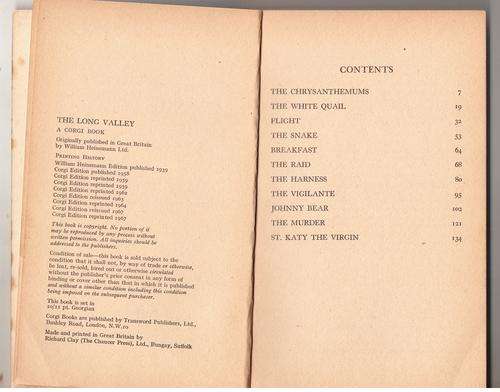 THE LONG VALLEY
A CORGI BOOK
Originally published in Great Britain
by William Heinemann Ltd.
PRINTING HISTORY
William Heinemann Edition published 1939
Corgi Edition published 1958
Corgi Edition reprinted 1959
Corgi Edition reprinted 1960
Corgi Edition reprinted 1962
Corgi Edition reissued 1963
Corgi Edition reprinted 1964
Corgi Edition reissued 1967
Corgi Edition reprinted 1967
This book is copyright. No portion of it
may be reproduced by any process without
written permission. All inquiries should be
addressed to the publishers.
Condition of sale—this book is sold subject to the
condition that it shall not, by way of trade or otherwise,
be lent, re-sold, hired out or otherwise circulated
without the publisher's prior consent in any form of
binding or cover other than that in which it is published
and without a similar condition including this condition
being imposed on the subsequent purchaser.
This book is set in
10/11 pt. Georgian
Corgi Books are published by Transworld Publishers, Ltd.,
Bashley Road, London, N.W.10
Made and printed in Great Britain by
Richard Clay (The Chaucer Press), Ltd., Bungay, Suffolk
CONTENTS
THE CHRYSANTHEMUMS 7
THE WHITE QUAIL 19
FLIGHT 32
THE SNAKE 53
BREAKFAST 64
THE RAID 68
THE HARNESS 80
THE VIGILANTE 95
JOHNNY BEAR 102
THE MURDER 121
ST. KATY THE VIRGIN 134